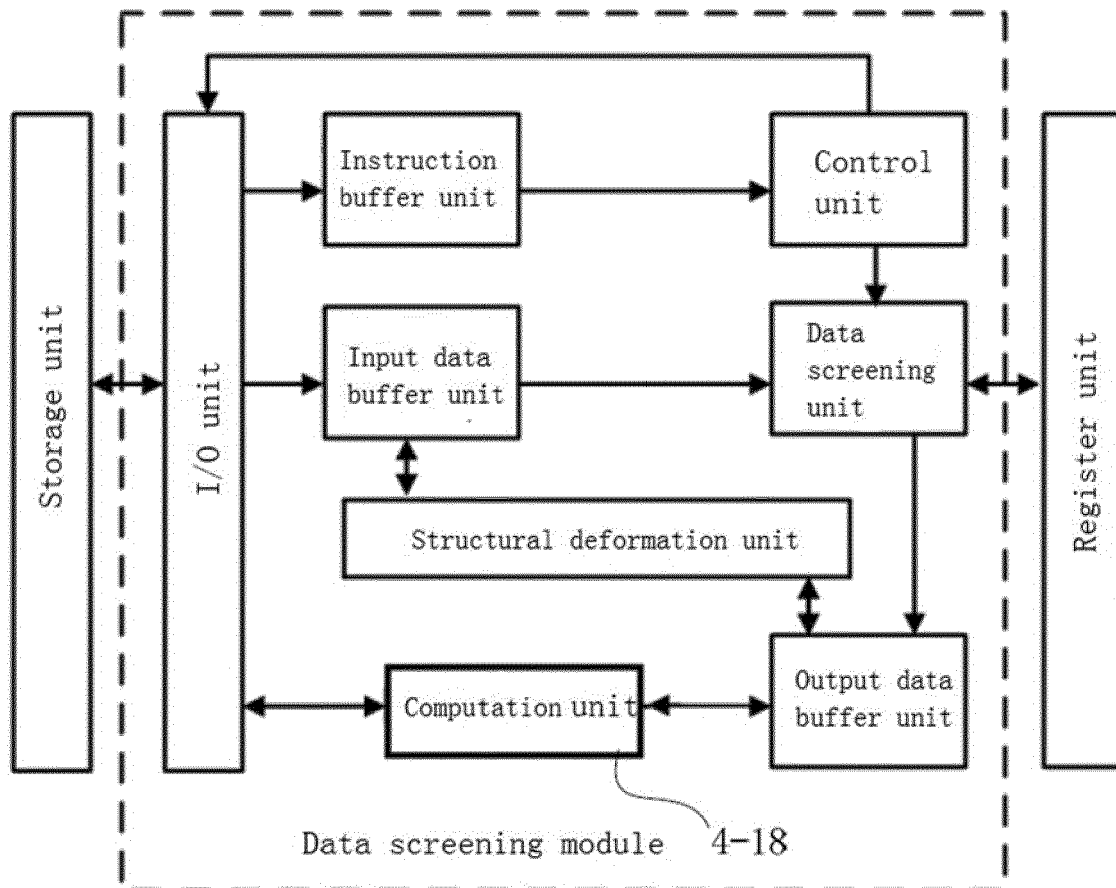 Storage unit
I/O unit
Instruction
buffer unit
Control
unit
Input data
buffer unit
Data
screening
unit
Register unit
Structural deformation unit
Computation unit
Output data
buffer unit
Data screening module
4-18